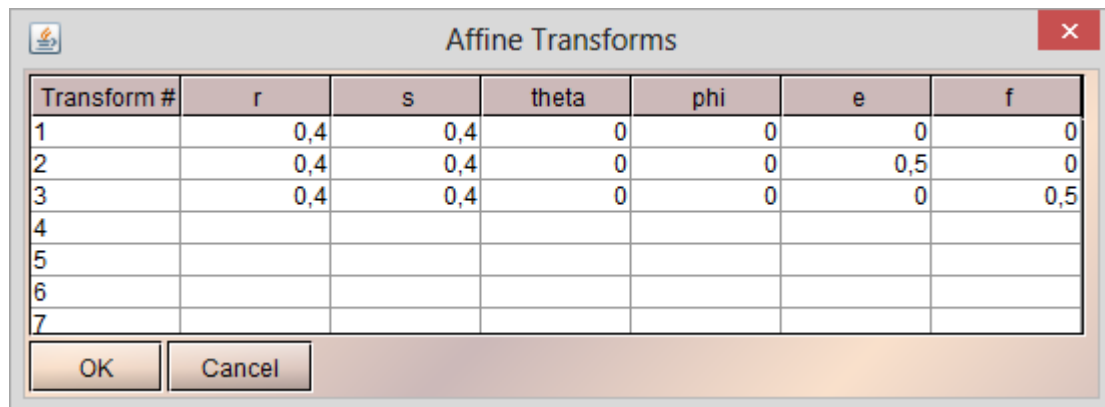 Affine Transforms
Transform # r s theta phi e f
1 0,4 0,4 0 0 0 0
2 0,4 0,4 0 0 0,5 0
3 0,4 0,4 0 0 0 0,5
4
5
6
7
OK Cancel